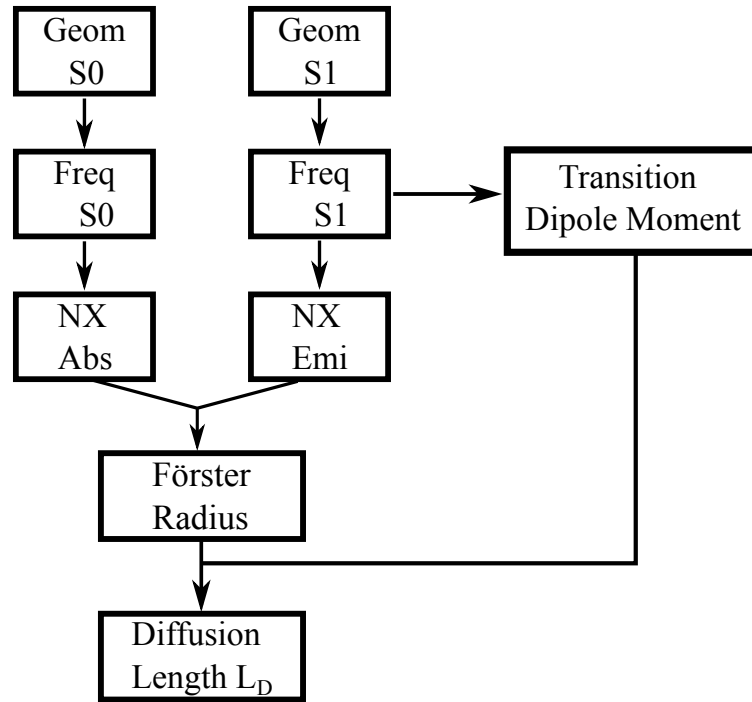 Geom
S0
Geom
S1
Freq
S0
Freq
S1
Transition
Dipole Moment
NX
Abs
NX
Emi
Förster
Radius
Diffusion
Length L_D